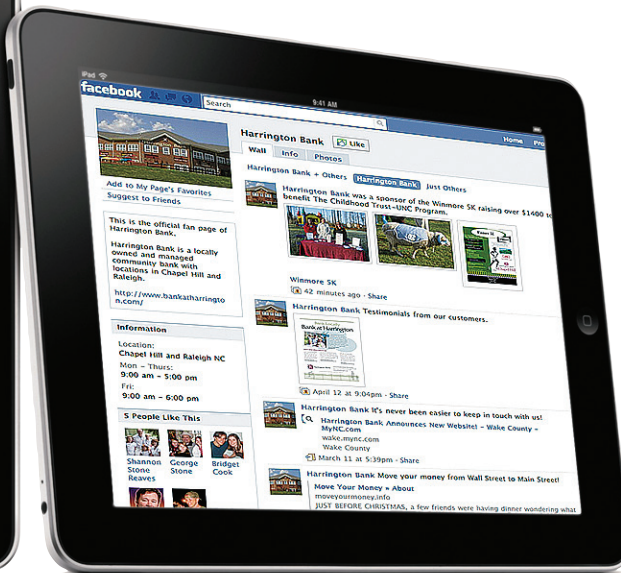 iPad
9:41 AM
facebook
Search
Home
Harrington Bank
Like
Wall
Info
Photos
Harrington Bank + Others
Harrington Bank
Just Others
Add to My Page's Favorites
Suggest to Friends
This is the official fan page of
Harrington Bank.
Harrington Bank is a locally
owned and managed
community bank with
locations in Chapel Hill and
Raleigh.
http://www.bankatharringto
n.com/
Information
Location:
Chapel Hill and Raleigh NC
Mon - Thurs:
9:00 am - 5:00 pm
Fri:
9:00 am - 6:00 pm
5 People Like This
Shannon
Stone
Reaves
George
Stone
Bridget
Cook
Harrington Bank was a sponsor of the Winmore 5K raising over $1400 to
benefit The Childhood Trust-UNC Program.
Winmore 5K
42 minutes ago · Share
Harrington Bank Testimonials from our customers.
Bank at Harrington
April 12 at 9:04pm · Share
Harrington Bank It's never been easier to keep in touch with us!
Harrington Bank Announces New Website! - Wake County -
MyNC.com
wake.mync.com
Wake County
March 11 at 5:39pm · Share
Harrington Bank Move your money from Wall Street to Main Street!
Move Your Money » About
moveyourmoney.info
JUST BEFORE CHRISTMAS, a few friends were having dinner wondering what